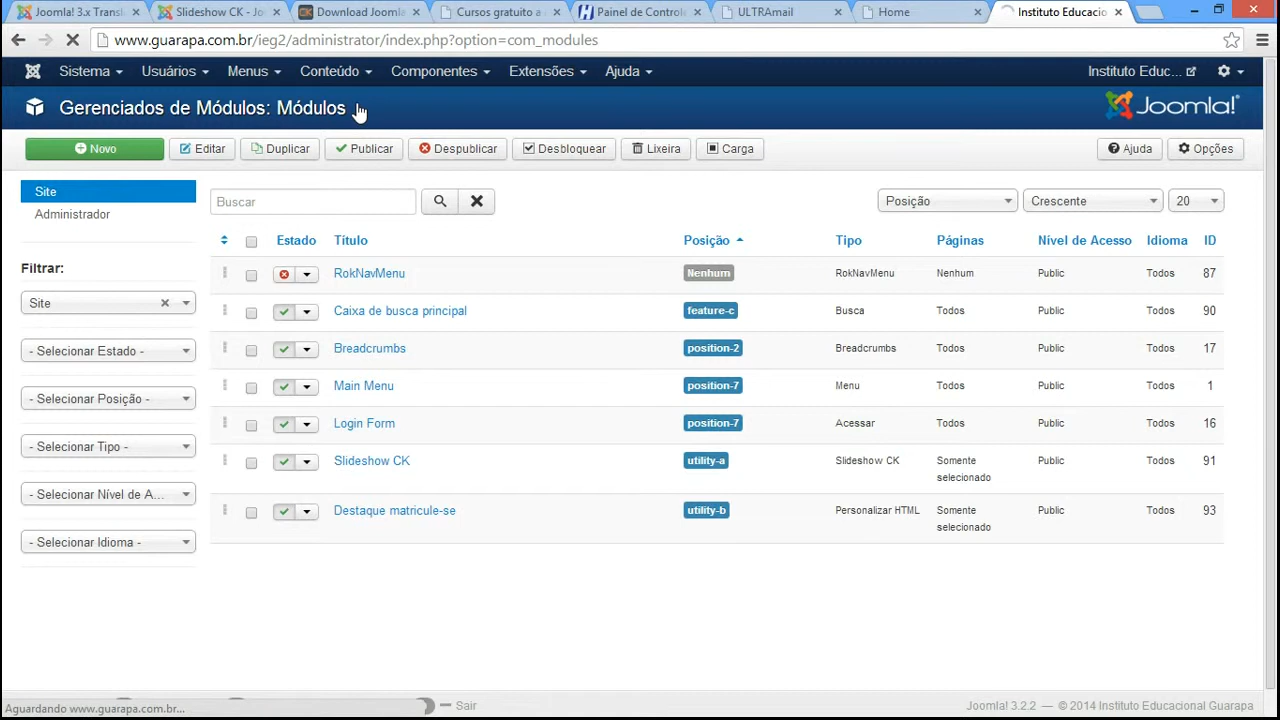 Joomla! 3.x Transl
Slideshow CK - Jo
Download Joomla
Cursos gratuito a
Painel de Control
ULTRAmail
Home
Instituto Educacio
www.guarapa.com.br/ieg2/administrator/index.php?option=com_modules
Sistema Usuários Menus Conteúdo Componentes Extensões Ajuda Instituto Educ...
Gerenciados de Módulos: Módulos Joomla!
Novo Editar Duplicar Publicar Despublicar Desbloquear Lixeira Carga Ajuda Opções
Site
Administrador
Filtrar:
Site
- Selecionar Estado -
- Selecionar Posição -
- Selecionar Tipo -
- Selecionar Nível de A...
- Selecionar Idioma -
Buscar Posição Crescente 20
Estado Título Posição Tipo Páginas Nível de Acesso Idioma ID
RokNavMenu Nenhum RokNavMenu Nenhum Public Todos 87
Caixa de busca principal feature-c Busca Todos Public Todos 90
Breadcrumbs position-2 Breadcrumbs Todos Public Todos 17
Main Menu position-7 Menu Todos Public Todos 1
Login Form position-7 Acessar Todos Public Todos 16
Slideshow CK utility-a Slideshow CK Somente selecionado Public Todos 91
Destaque matricule-se utility-b Personalizar HTML Somente selecionado Public Todos 93
Aguardando www.guarapa.com.br... Sair Joomla! 3.2.2 — © 2014 Instituto Educacional Guarapa